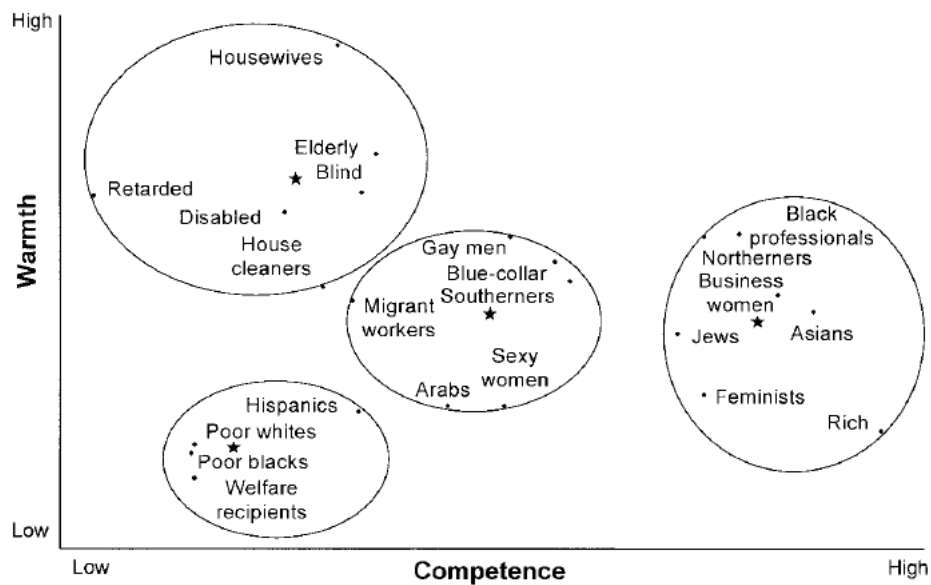 High
Housewives
Elderly
Blind
Retarded
Disabled
House
cleaners
Warmth
Gay men
Blue-collar
Southerners
Migrant
workers
Sexy
women
Arabs
Black
professionals
Northerners
Business
women
Jews
Asians
Feminists
Rich
Hispanics
Poor whites
Poor blacks
Welfare
recipients
Low
Low
Competence
High